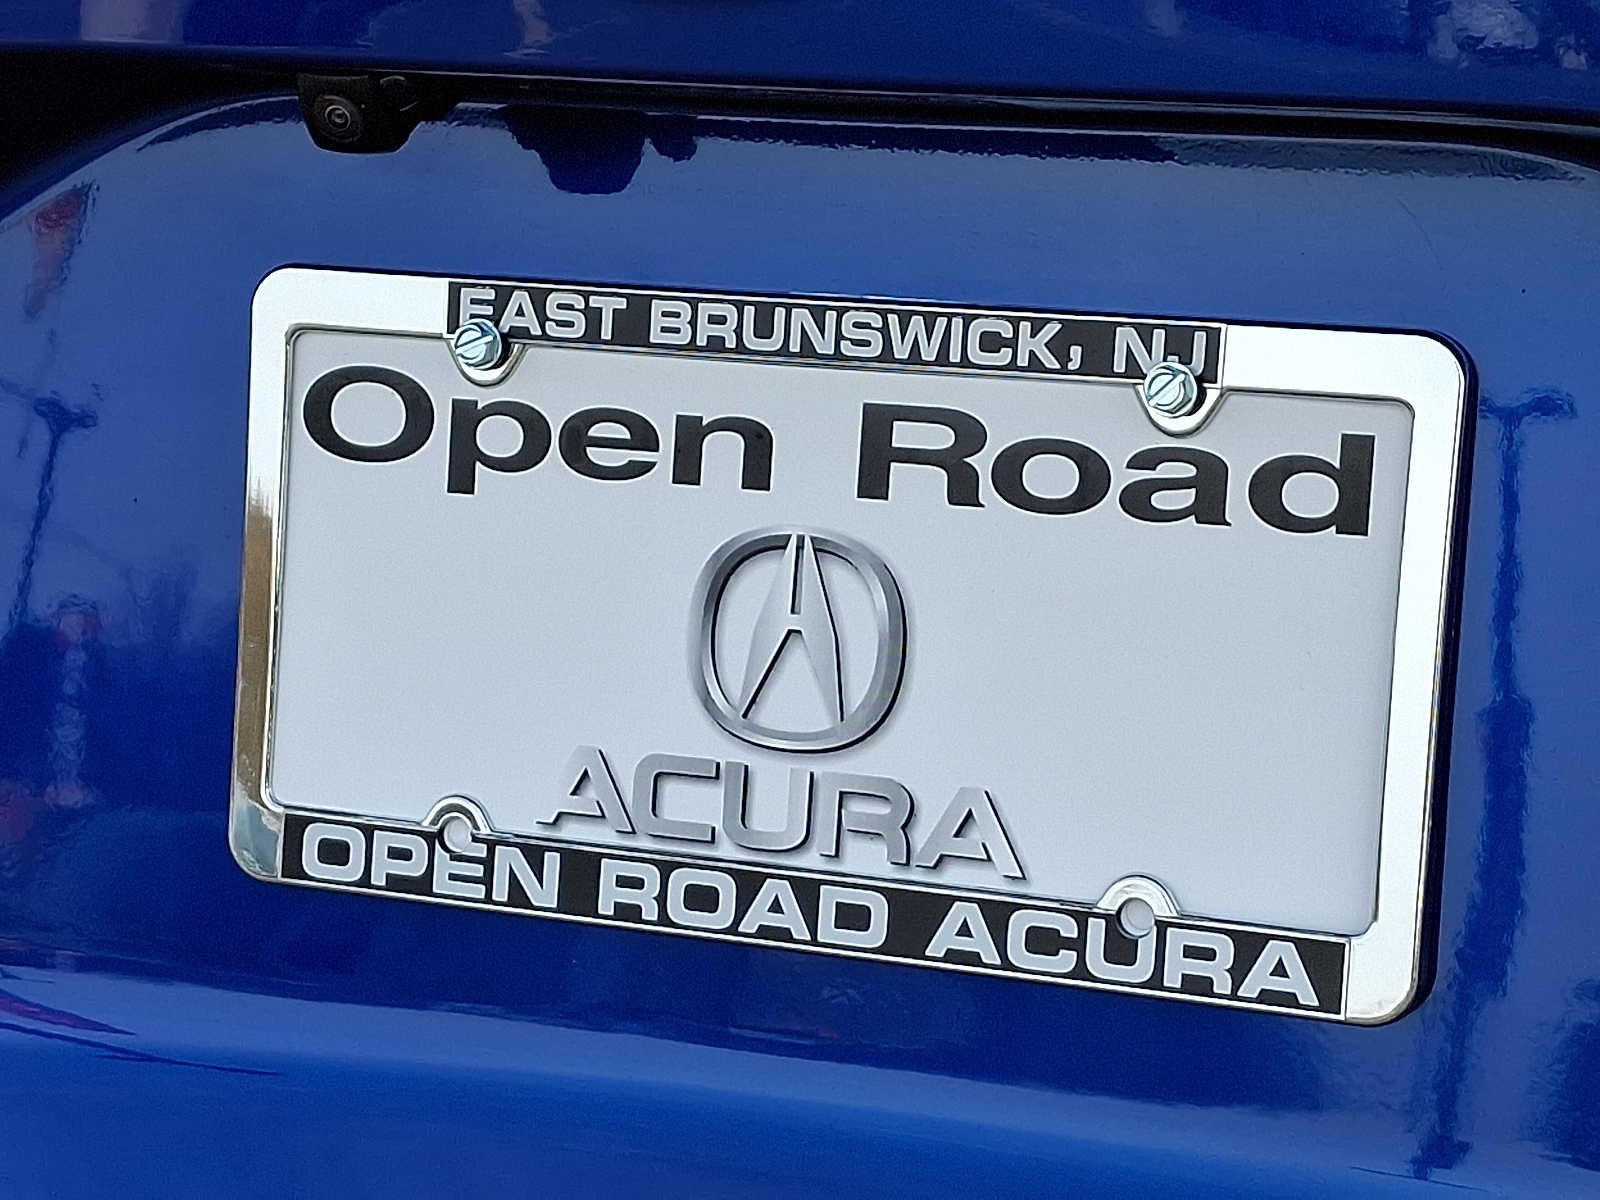 EAST BRUNSWICK, NJ
Open Road
ACURA
OPEN ROAD ACURA